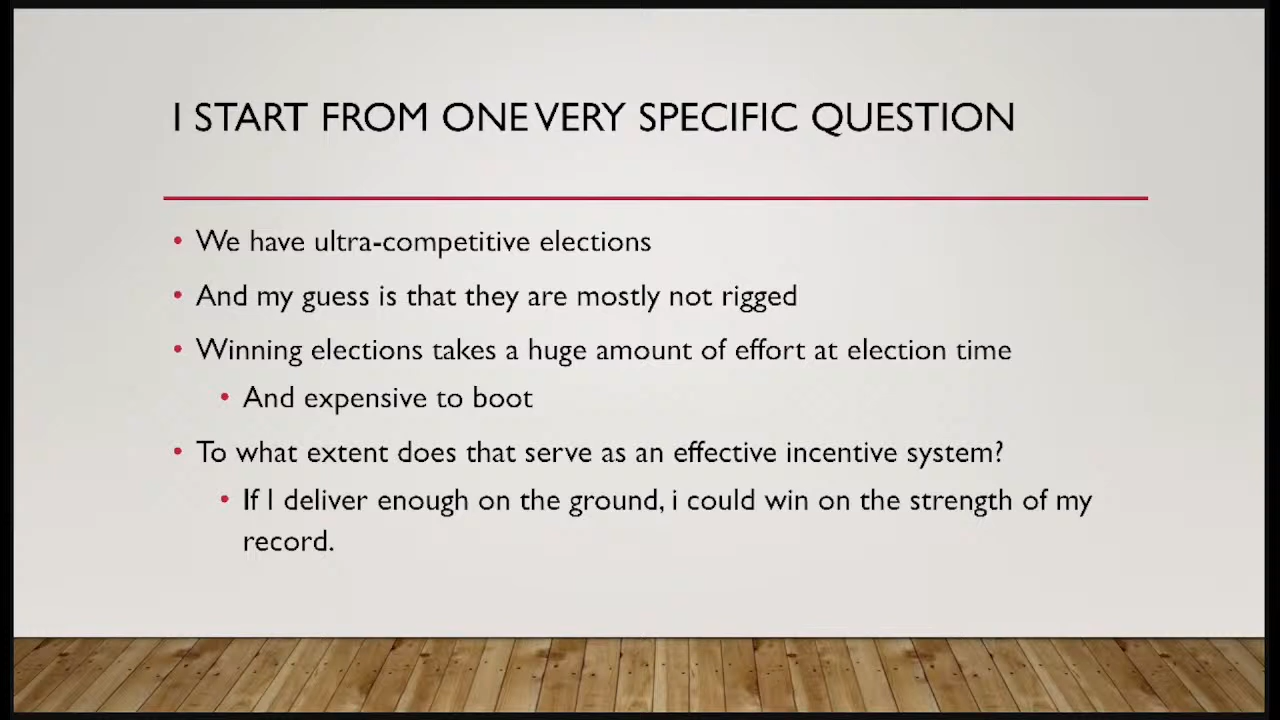 I START FROM ONE VERY SPECIFIC QUESTION
• We have ultra-competitive elections
• And my guess is that they are mostly not rigged
• Winning elections takes a huge amount of effort at election time
• And expensive to boot
• To what extent does that serve as an effective incentive system?
• If I deliver enough on the ground, i could win on the strength of my
record.